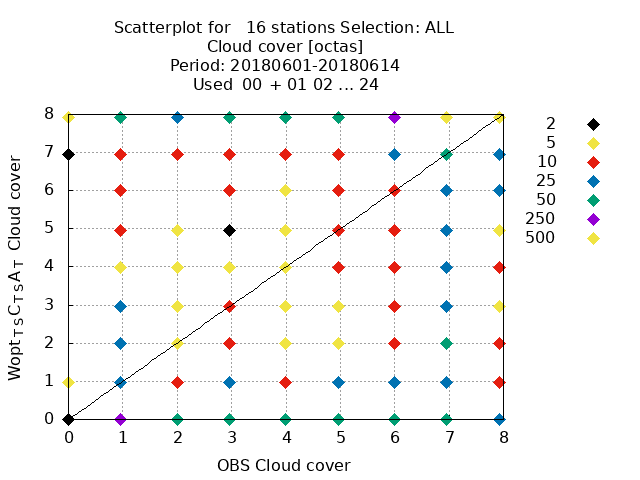 Scatterplot for   16 stations Selection: ALL
Cloud cover [octas]
Period: 20180601-20180614
Used  00 + 01 02 ... 24
8
7
6
5
4
3
2
1
0
Wopt_T S C_T S A_T  Cloud cover
0 1 2 3 4 5 6 7 8
OBS Cloud cover
2
5
10
25
50
250
500